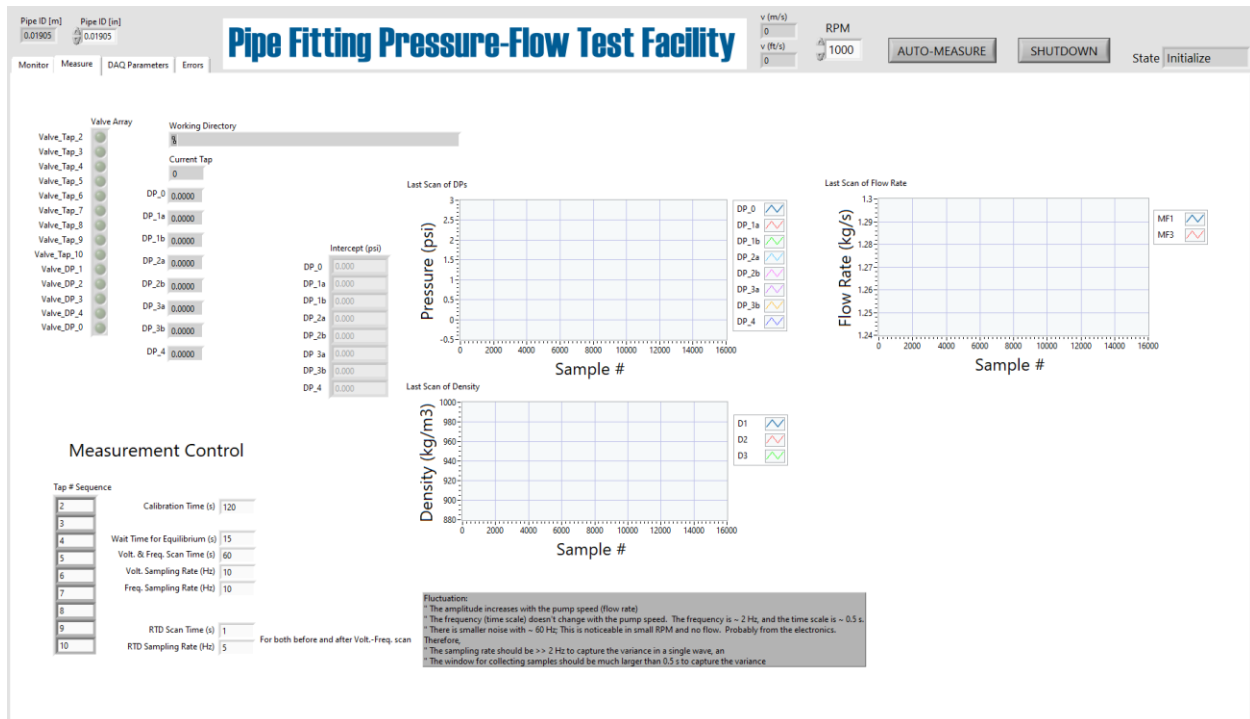 Pipe ID [m]
0.01905
Pipe ID [in]
0.01905
Pipe Fitting Pressure-Flow Test Facility
v (m/s)
0
v (ft/s)
0
RPM
1000
AUTO-MEASURE
SHUTDOWN
State Initialize
Monitor Measure DAQ Parameters Errors
Valve Array
Valve_Tap_2
Valve_Tap_3
Valve_Tap_4
Valve_Tap_5
Valve_Tap_6
Valve_Tap_7
Valve_Tap_8
Valve_Tap_9
Valve_Tap_10
Valve_DP_1
Valve_DP_2
Valve_DP_3
Valve_DP_4
Valve_DP_0
Working Directory
%
Current Tap
0
DP_0 0.0000
DP_1a 0.0000
DP_1b 0.0000
DP_2a 0.0000
DP_2b 0.0000
DP_3a 0.0000
DP_3b 0.0000
DP_4 0.0000
Intercept (psi)
DP_0 0.000
DP_1a 0.000
DP_1b 0.000
DP_2a 0.000
DP_2b 0.000
DP 3a 0.000
DP_3b 0.000
DP_4 0.000
Last Scan of DPs
Pressure (psi)
3
2.5
2
1.5
1
0.5
0
-0.5
0 2000 4000 6000 8000 10000 12000 14000 16000
Sample #
DP_0
DP_1a
DP_1b
DP_2a
DP_2b
DP_3a
DP_3b
DP_4
Last Scan of Flow Rate
Flow Rate (kg/s)
1.3
1.29
1.28
1.27
1.26
1.25
1.24
0 2000 4000 6000 8000 10000 12000 14000 16000
Sample #
MF1
MF3
Last Scan of Density
Density (kg/m3)
1000
980
960
940
920
900
880
0 2000 4000 6000 8000 10000 12000 14000 16000
Sample #
D1
D2
D3
Measurement Control
Tap # Sequence
2
3
4
5
6
7
8
9
10
Calibration Time (s) 120
Wait Time for Equilibrium (s) 15
Volt. & Freq. Scan Time (s) 60
Volt. Sampling Rate (Hz) 10
Freq. Sampling Rate (Hz) 10
RTD Scan Time (s) 1
RTD Sampling Rate (Hz) 5
For both before and after Volt.-Freq. scan
Fluctuation:
* The amplitude increases with the pump speed (flow rate)
* The frequency (time scale) doesn't change with the pump speed. The frequency is ~ 2 Hz, and the time scale is ~ 0.5 s.
* There is smaller noise with ~ 60 Hz; This is noticeable in small RPM and no flow. Probably from the electronics.
Therefore,
* The sampling rate should be >> 2 Hz to capture the variance in a single wave, an
* The window for collecting samples should be much larger than 0.5 s to capture the variance